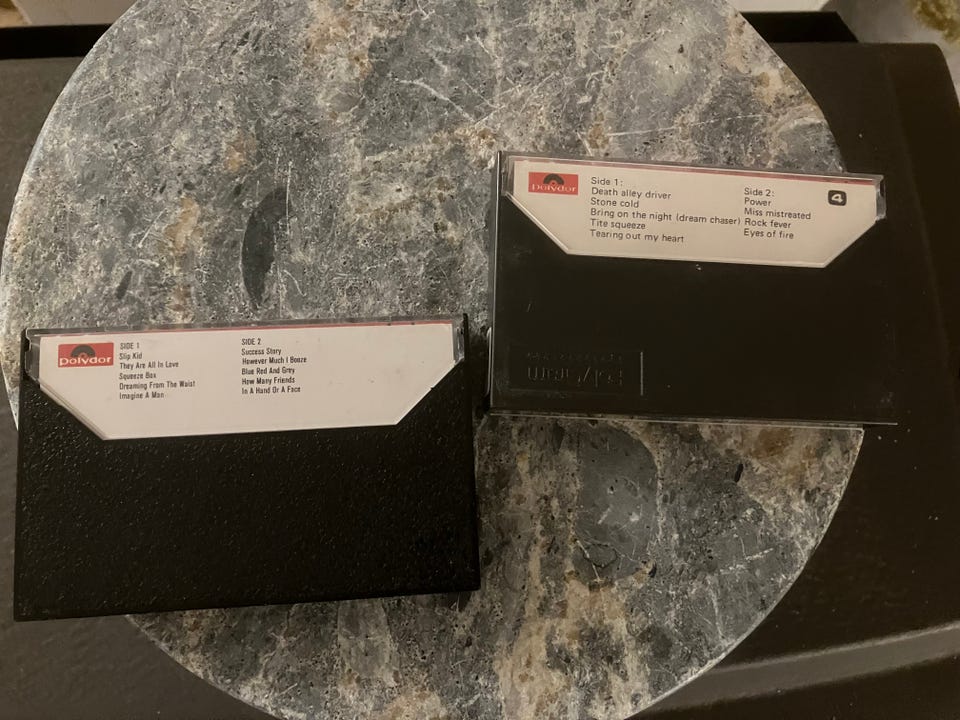 Polydor
SIDE 1
Slip Kid
They Are All In Love
Squeeze Box
Dreaming From The Waist
Imagine A Man
SIDE 2
Success Story
However Much I Booze
Blue Red And Grey
How Many Friends
In A Hand Or A Face
Polydor
Side 1:
Death alley driver
Stone cold
Bring on the night (dream chaser)
Tite squeeze
Tearing out my heart
Side 2:
Power
Miss mistreated
Rock fever
Eyes of fire
4
PolyGram